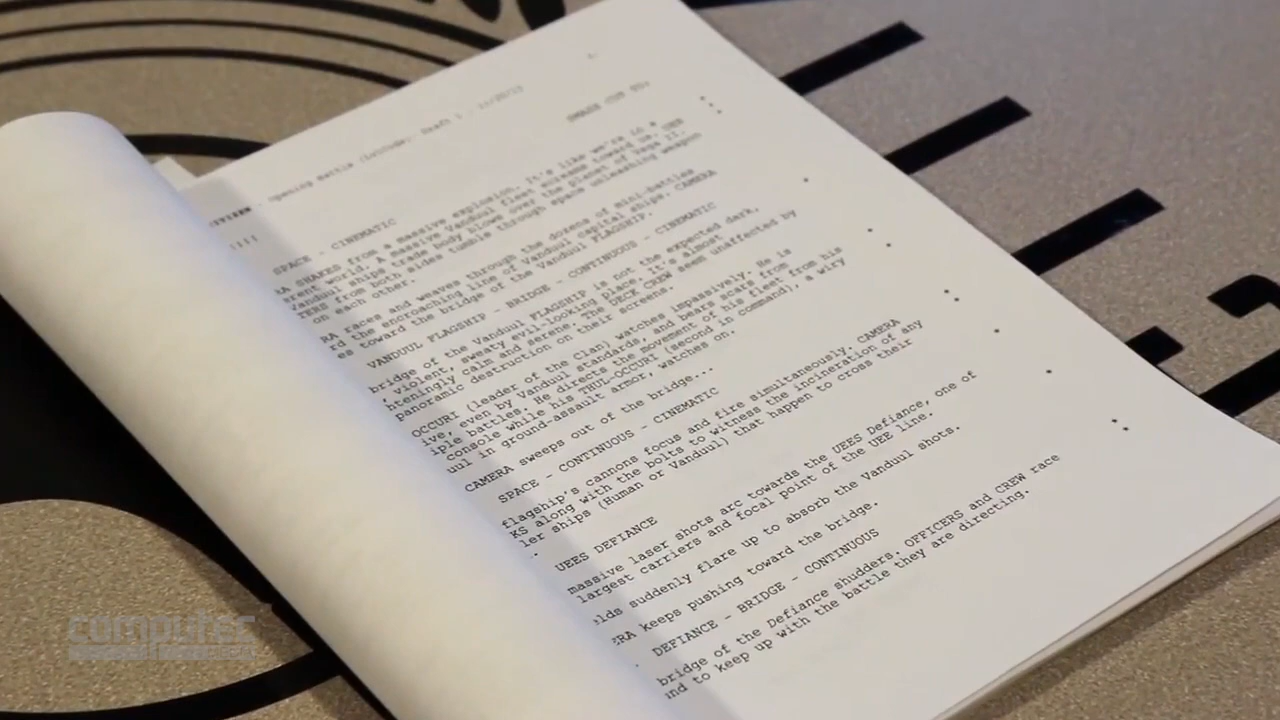 Opening Battle
SPACE - CINEMATIC
RA SHAKES from a massive explosion. It's like we're in a
erent world. A massive Vanduul fleet screams toward us. UEE
Vanduul ships trade body blows over the planet of Vega II.
TERS from both sides tumble through space unleashing weapon
on each other.
RA races and weaves through the dozens of mini-battles
rd the encroaching line of Vanduul capital ships. CAMERA
es toward the bridge of the Vanduul FLAGSHIP.
VANDUUL FLAGSHIP - BRIDGE - CONTINUOUS - CINEMATIC
bridge of the Vanduul FLAGSHIP is not the expected dark,
, violent, sweaty evil-looking place. It's almost
hteningly calm and serene. The DECK CREW seem unaffected by
panoramic destruction on their screens.
OCCURI (leader of the Clan) watches impassively. He is
ive, even by Vanduul standards, and bears scars from
iple battles. He directs the movement of his fleet from his
console while his THUL-OCCURI (second in command), a wiry
uul in ground-assault armor, watches on.
CAMERA sweeps out of the bridge...
SPACE - CONTINUOUS - CINEMATIC
flagship's cannons focus and fire simultaneously. CAMERA
KS along with the bolts to witness the incineration of any
ler ships (Human or Vanduul) that happen to cross their
.
UEES DEFIANCE
massive laser shots arc towards the UEES Defiance, one of
largest carriers and focal point of the UEE line.
elds suddenly flare up to absorb the Vanduul shots.
ERA keeps pushing toward the bridge.
. DEFIANCE - BRIDGE - CONTINUOUS
bridge of the Defiance shudders. OFFICERS and CREW race
und to keep up with the battle they are directing.
computec